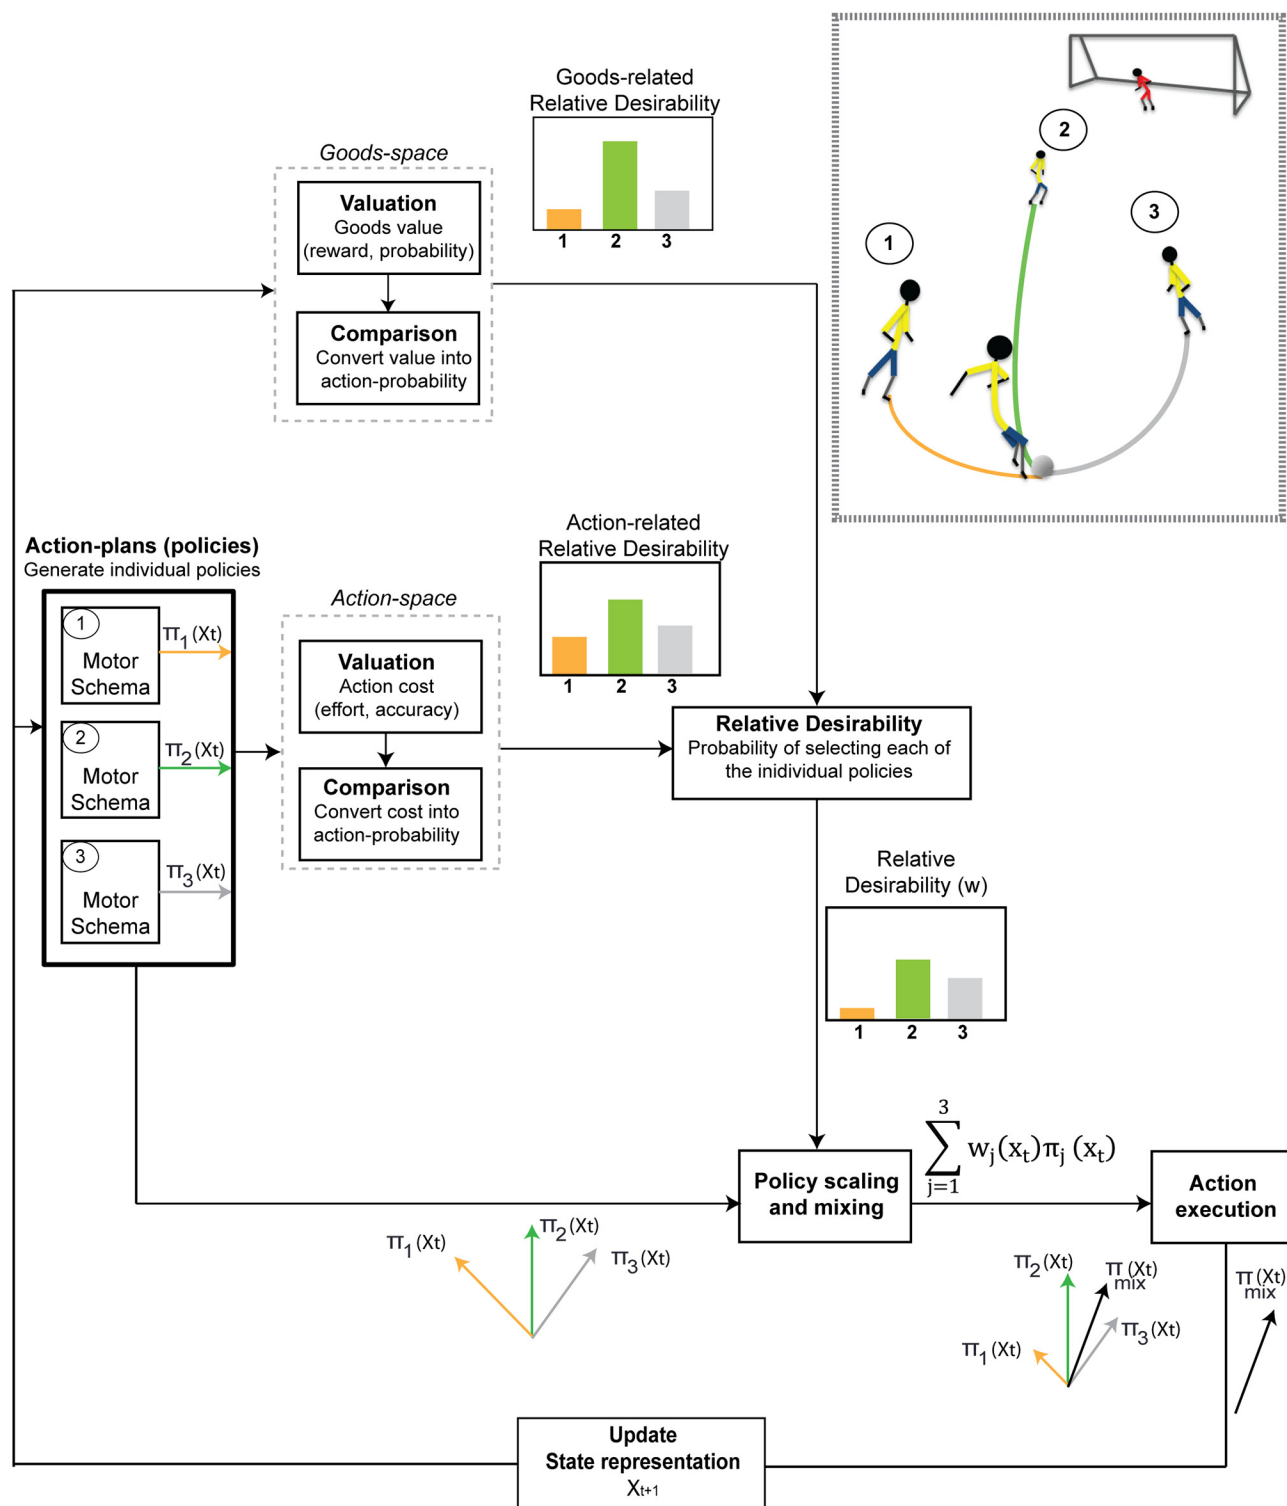 Goods-related
Relative Desirability
1 2 3
Goods-space
Valuation
Goods value
(reward, probability)
Comparison
Convert value into
action-probability
1
2
3
Action-plans (policies)
Generate individual policies
1
Motor
Schema
π1(Xt)
2
Motor
Schema
π2(Xt)
3
Motor
Schema
π3(Xt)
Action-space
Valuation
Action cost
(effort, accuracy)
Comparison
Convert cost into
action-probability
Action-related
Relative Desirability
1 2 3
Relative Desirability
Probability of selecting each of
the inidividual policies
Relative
Desirability (w)
1 2 3
Policy scaling
and mixing
3
∑ wj(xt)πj (xt)
j=1
Action
execution
π1(Xt)
π2(Xt)
π3(Xt)
π2(Xt)
πmix(Xt)
π3(Xt)
π1(Xt)
πmix(Xt)
Update
State representation
Xt+1